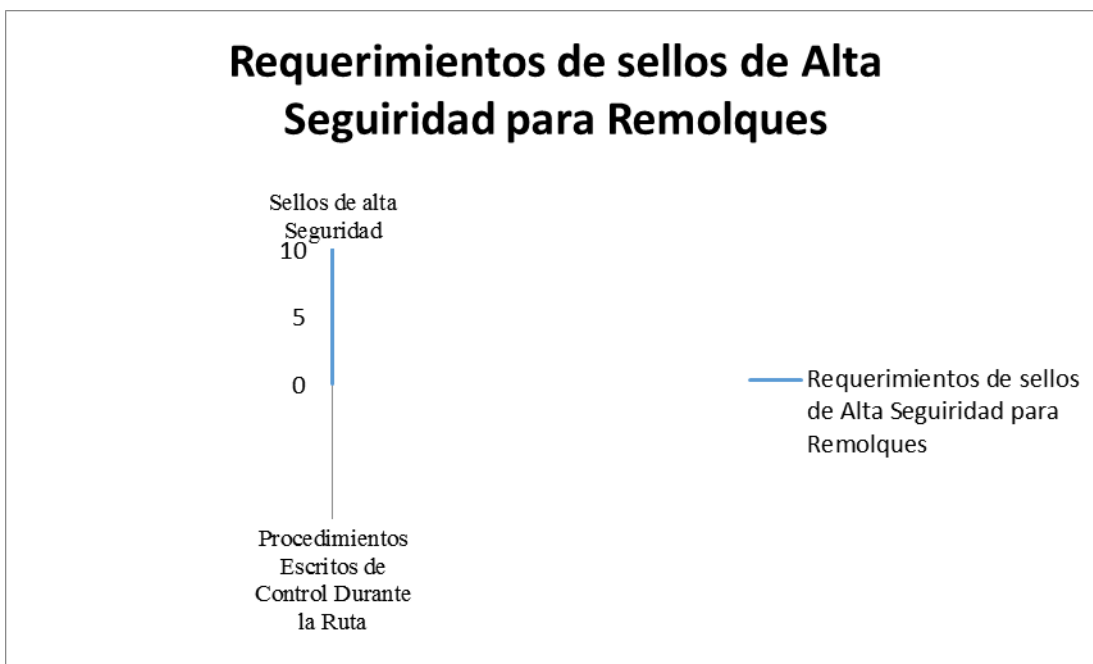 Requerimientos de sellos de Alta
Seguiridad para Remolques
Sellos de alta
Seguridad
10
5
0
Procedimientos
Escritos de
Control Durante
la Ruta
Requerimientos de sellos
de Alta Seguiridad para
Remolques